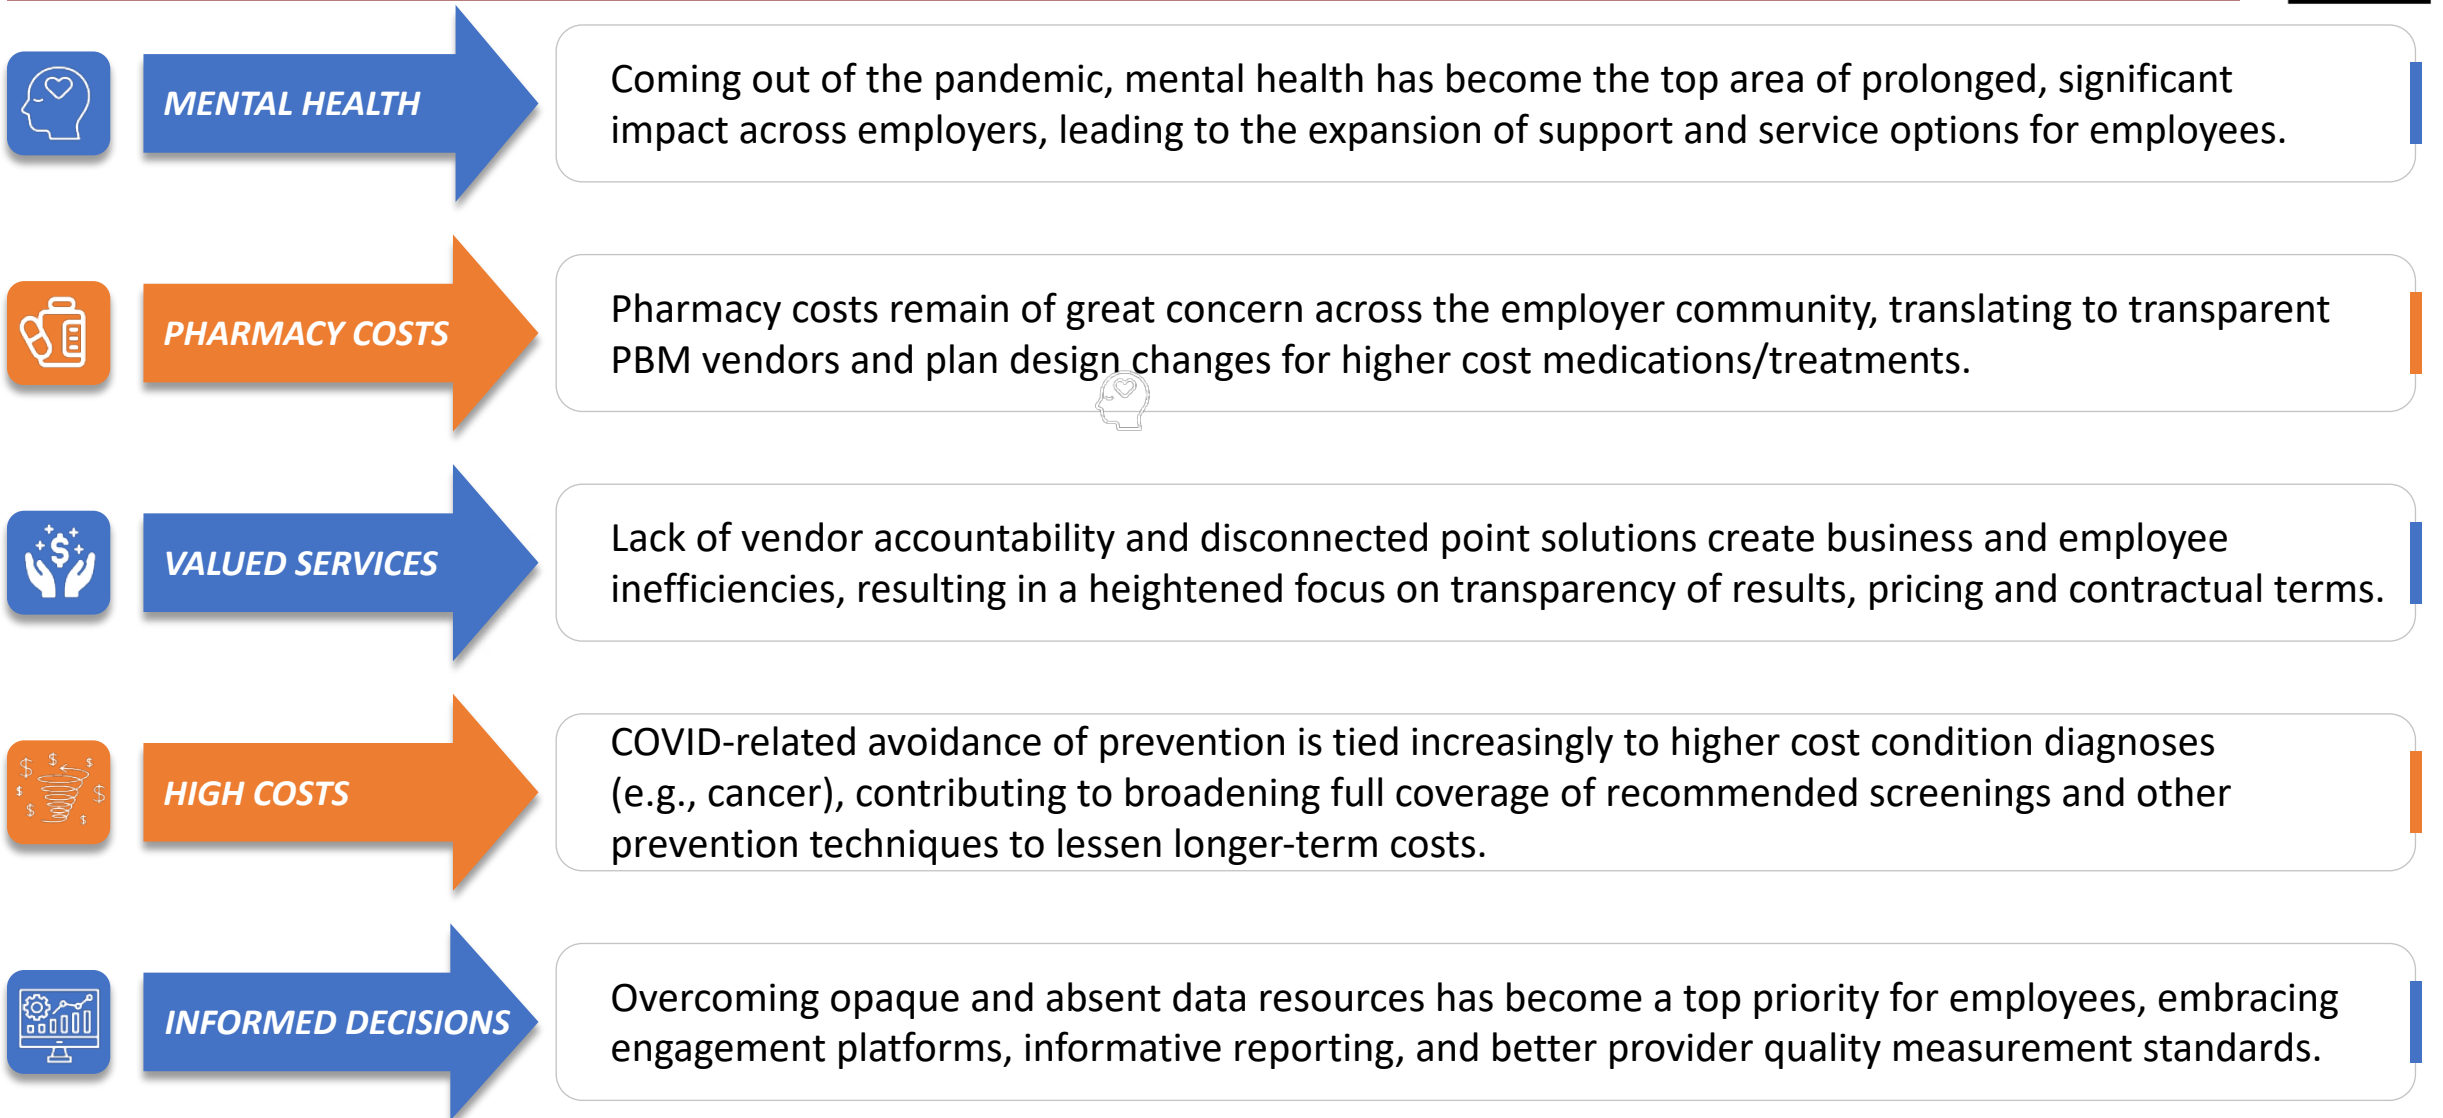 MENTAL HEALTH
Coming out of the pandemic, mental health has become the top area of prolonged, significant
impact across employers, leading to the expansion of support and service options for employees.
PHARMACY COSTS
Pharmacy costs remain of great concern across the employer community, translating to transparent
PBM vendors and plan design changes for higher cost medications/treatments.
VALUED SERVICES
Lack of vendor accountability and disconnected point solutions create business and employee
inefficiencies, resulting in a heightened focus on transparency of results, pricing and contractual terms.
HIGH COSTS
COVID-related avoidance of prevention is tied increasingly to higher cost condition diagnoses
(e.g., cancer), contributing to broadening full coverage of recommended screenings and other
prevention techniques to lessen longer-term costs.
INFORMED DECISIONS
Overcoming opaque and absent data resources has become a top priority for employees, embracing
engagement platforms, informative reporting, and better provider quality measurement standards.